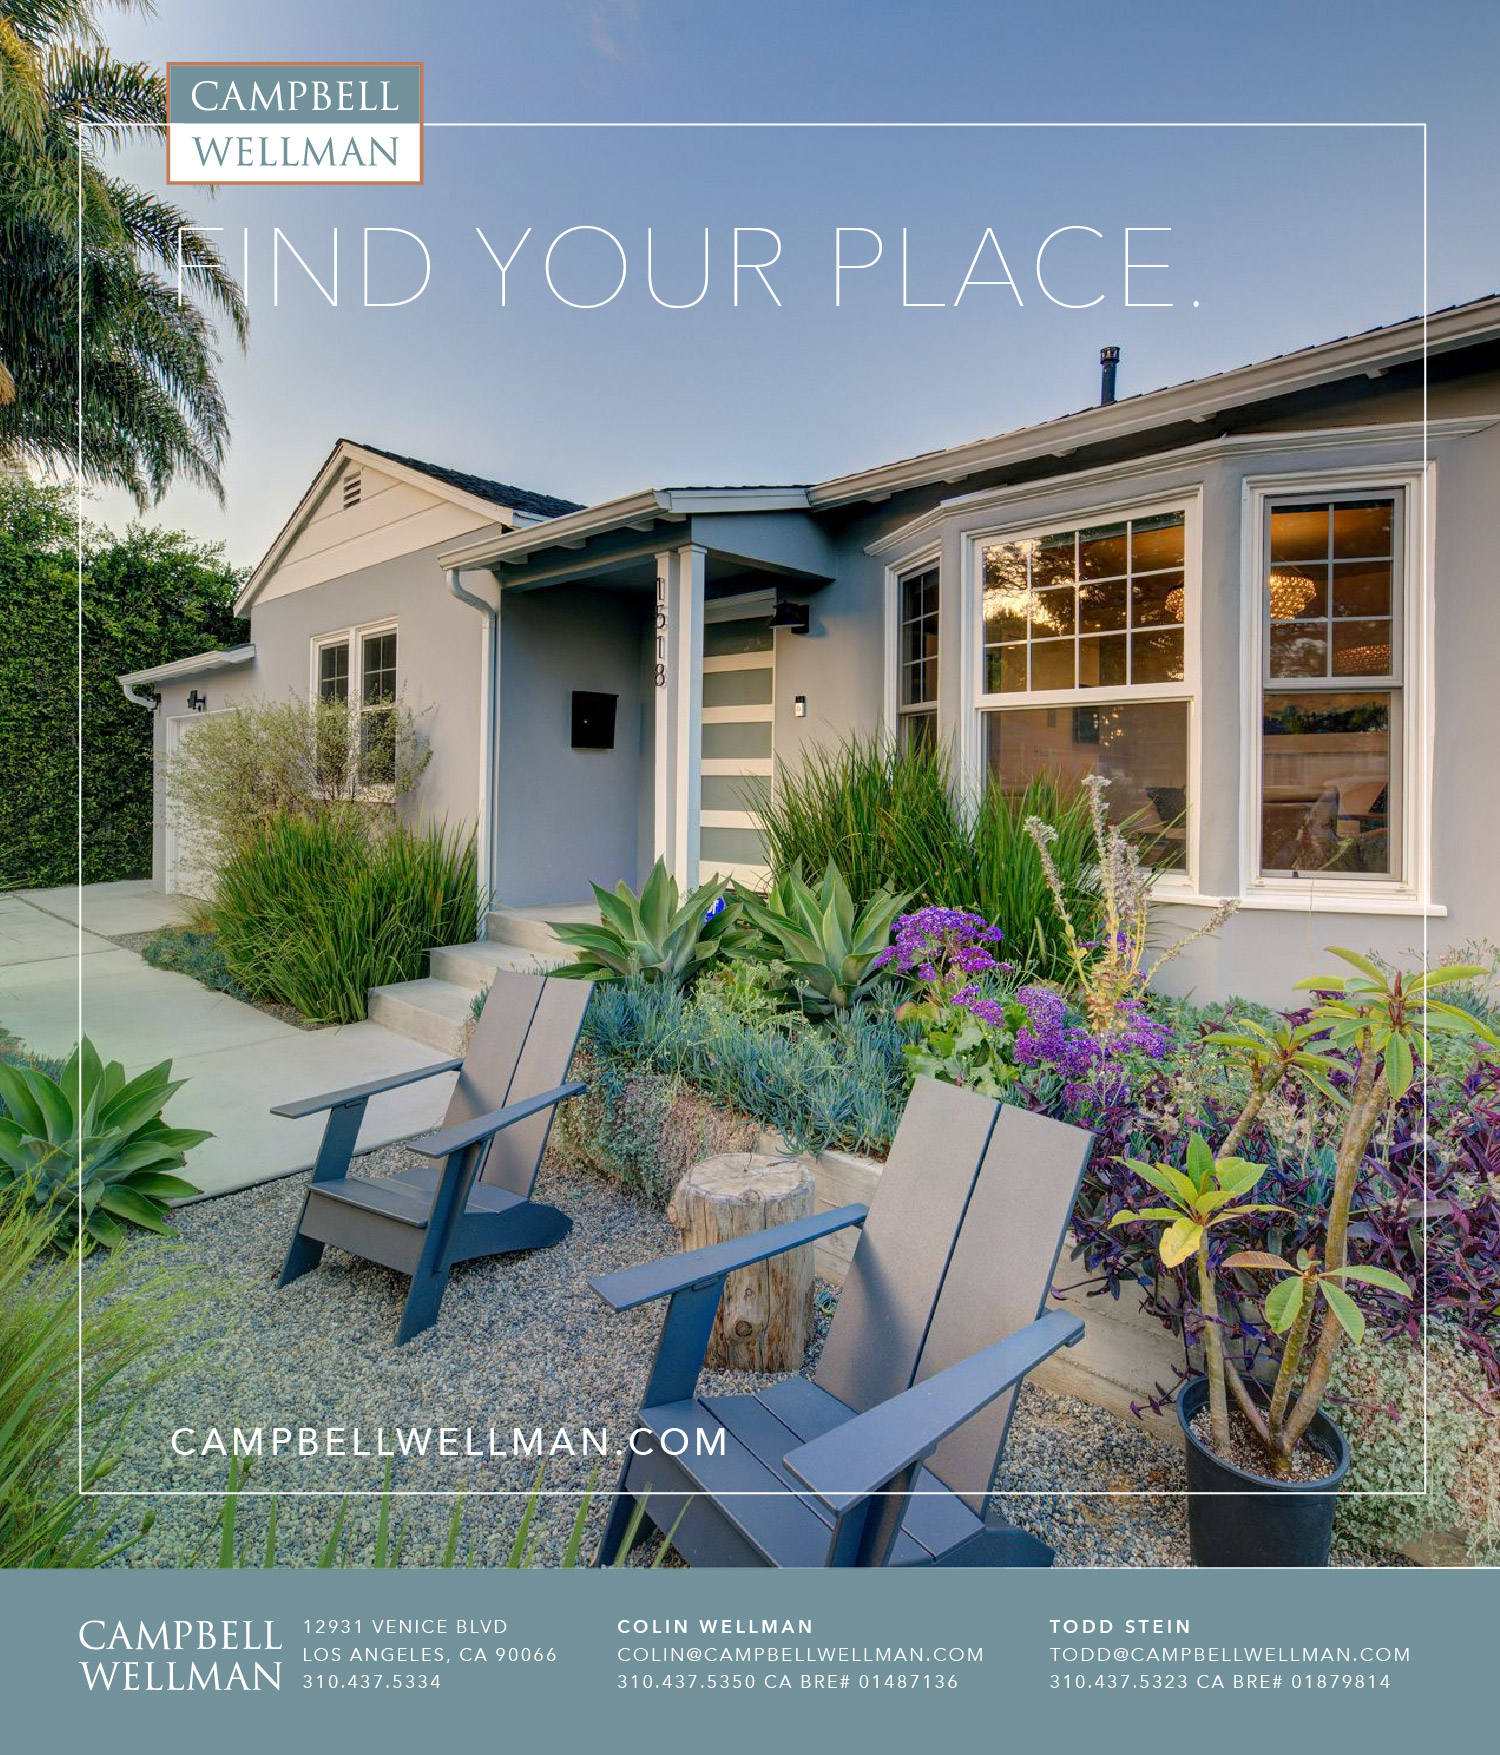 CAMPBELL
WELLMAN
FIND YOUR PLACE.
1518
CAMPBELLWELLMAN.COM
CAMPBELL
WELLMAN
12931 VENICE BLVD
LOS ANGELES, CA 90066
310.437.5334
COLIN WELLMAN
COLIN@CAMPBELLWELLMAN.COM
310.437.5350 CA BRE# 01487136
TODD STEIN
TODD@CAMPBELLWELLMAN.COM
310.437.5323 CA BRE# 01879814